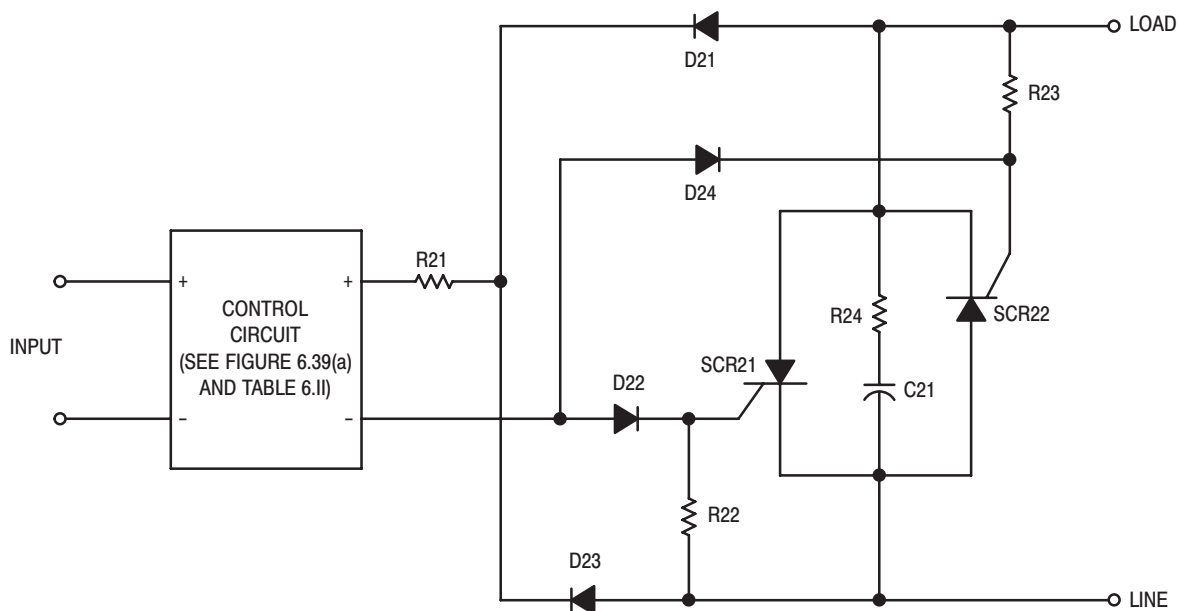 LOAD
D21
R23
D24
R21
+
+
CONTROL
CIRCUIT
(SEE FIGURE 6.39(a)
AND TABLE 6.II)
−
−
INPUT
R24
SCR22
SCR21
C21
D22
R22
D23
LINE